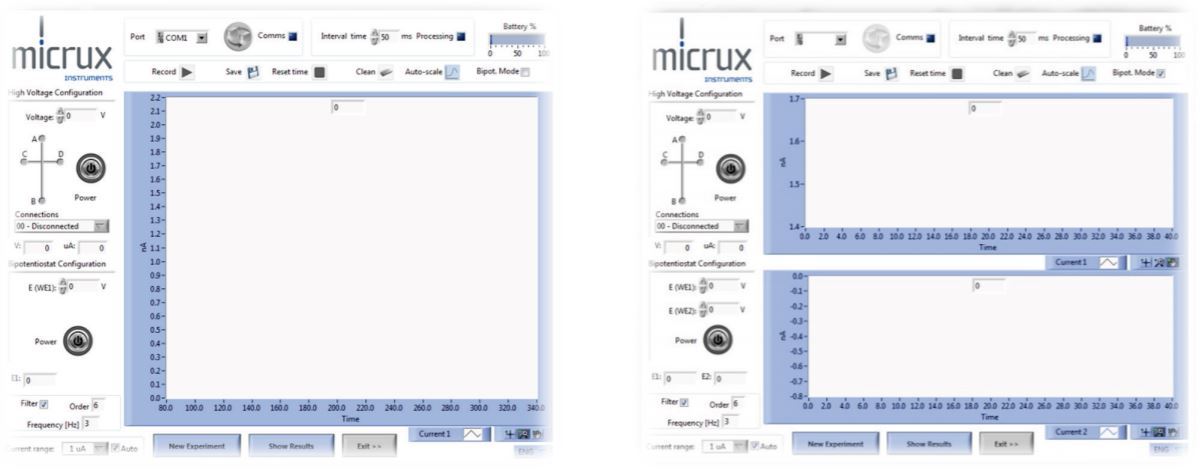 micrux
INSTRUMENTS
Port COM1 Comms Interval time 50 ms Processing Battery %
0 50 100
Record Save Reset time Clean Auto-scale Bipot. Mode
High Voltage Configuration
Voltage: 0 V
A
C D
B
Power
Connections
00 - Disconnected
V: 0 uA: 0
Bipotentiostat Configuration
E (WE1): 0 V
Power
E1: 0
Filter Order 6
Frequency [Hz] 3
Current range: 1 uA Auto
0
2.2
2.1
2.0
1.9
1.8
1.7
1.6
1.5
1.4
1.3
1.2
1.1
1.0
0.9
0.8
0.7
0.6
0.5
0.4
0.3
0.2
0.1
0.0
nA
80.0 100.0 120.0 140.0 160.0 180.0 200.0 220.0 240.0 260.0 280.0 300.0 320.0 340.0
Time
Current 1
New Experiment Show Results Exit >>
ENG
micrux
INSTRUMENTS
Port Comms Interval time 50 ms Processing Battery %
0 50 100
Record Save Reset time Clean Auto-scale Bipot. Mode
High Voltage Configuration
Voltage: 0 V
A
C D
B
Power
Connections
00 - Disconnected
V: 0 uA: 0
Bipotentiostat Configuration
E (WE1): 0 V
E (WE2): 0 V
Power
E1: 0 E2: 0
Filter Order 6
Frequency [Hz] 3
Current range: 1 uA Auto
0
1.7
1.6
1.5
1.4
nA
0.0 2.0 4.0 6.0 8.0 10.0 12.0 14.0 16.0 18.0 20.0 22.0 24.0 26.0 28.0 30.0 32.0 34.0 36.0 38.0 40.0
Time
Current 1
0
0.0
-0.1
-0.2
-0.3
-0.4
-0.5
-0.6
-0.7
-0.8
nA
0.0 2.0 4.0 6.0 8.0 10.0 12.0 14.0 16.0 18.0 20.0 22.0 24.0 26.0 28.0 30.0 32.0 34.0 36.0 38.0 40.0
Time
Current 2
New Experiment Show Results Exit >>
ENG